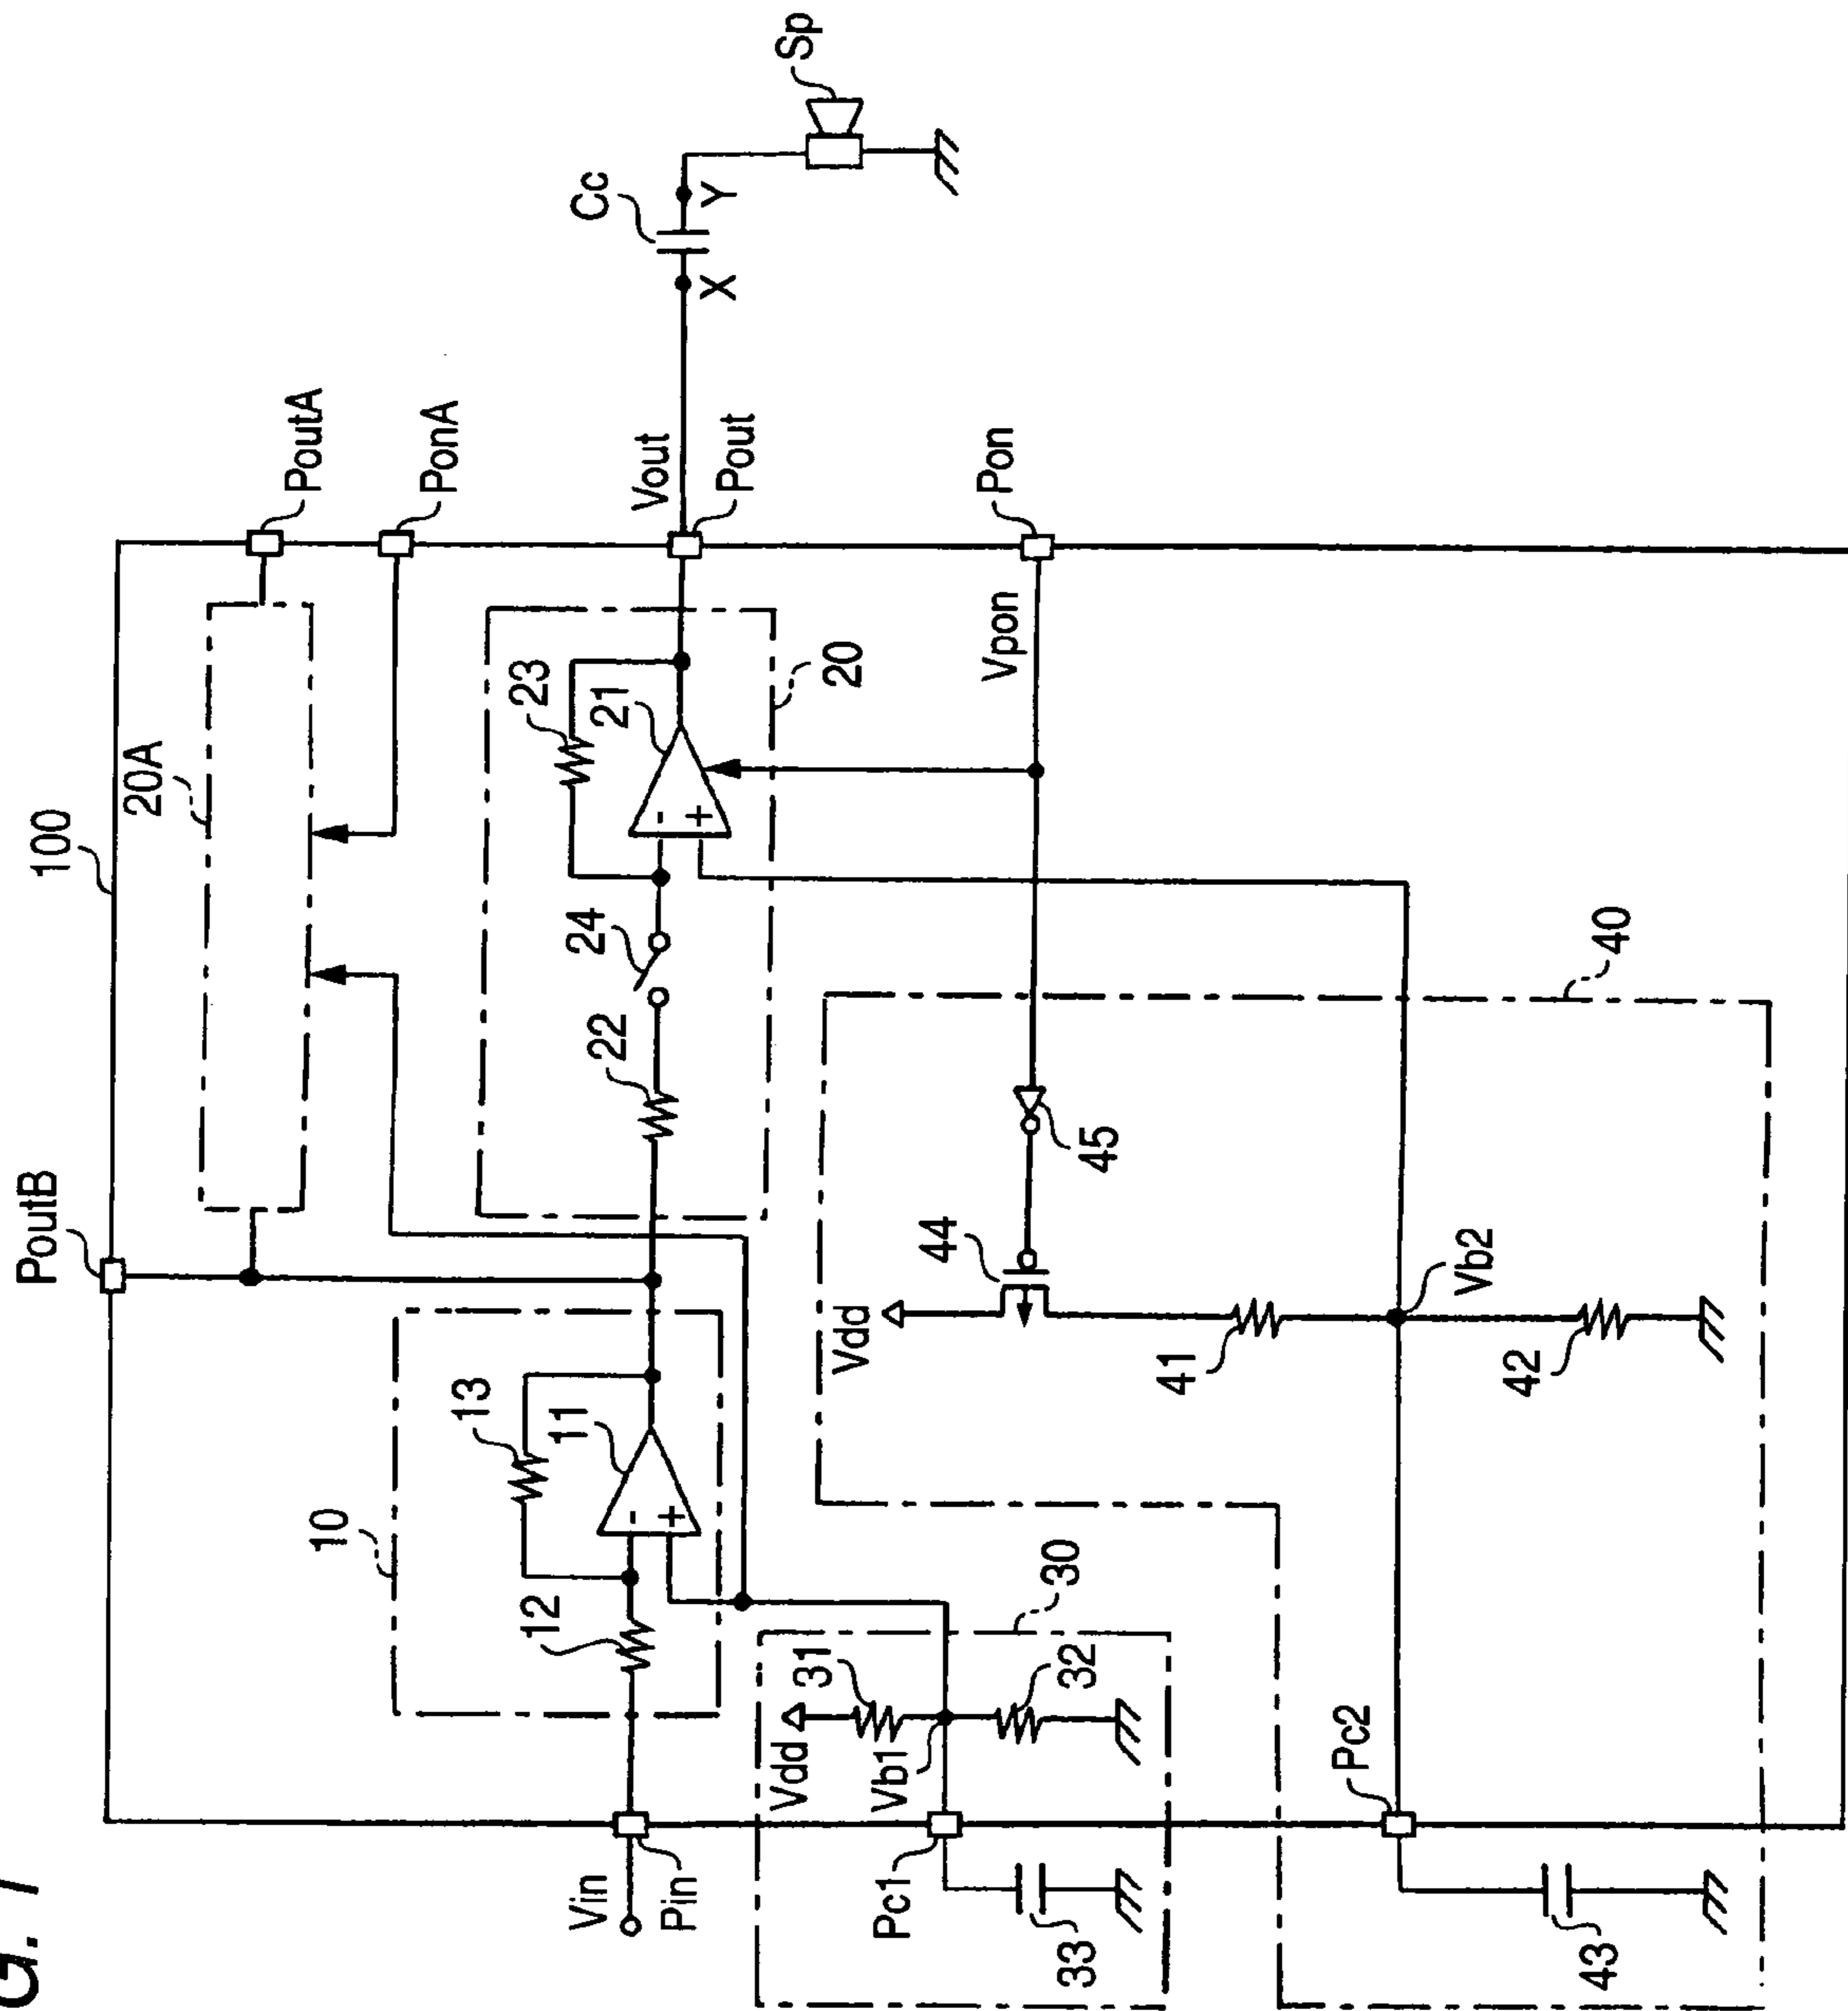 G. 1
100
PoutB
20A
PoutA
PonA
10
13
11
12
Vin
Pin
22
24
23
21
20
Vout
Pout
X
Cc
Y
Sp
Vpon
Pon
30
Vdd
31
Vb1
32
Pc1
33
40
Vdd
44
45
41
Vb2
42
Pc2
43
-
+
-
+